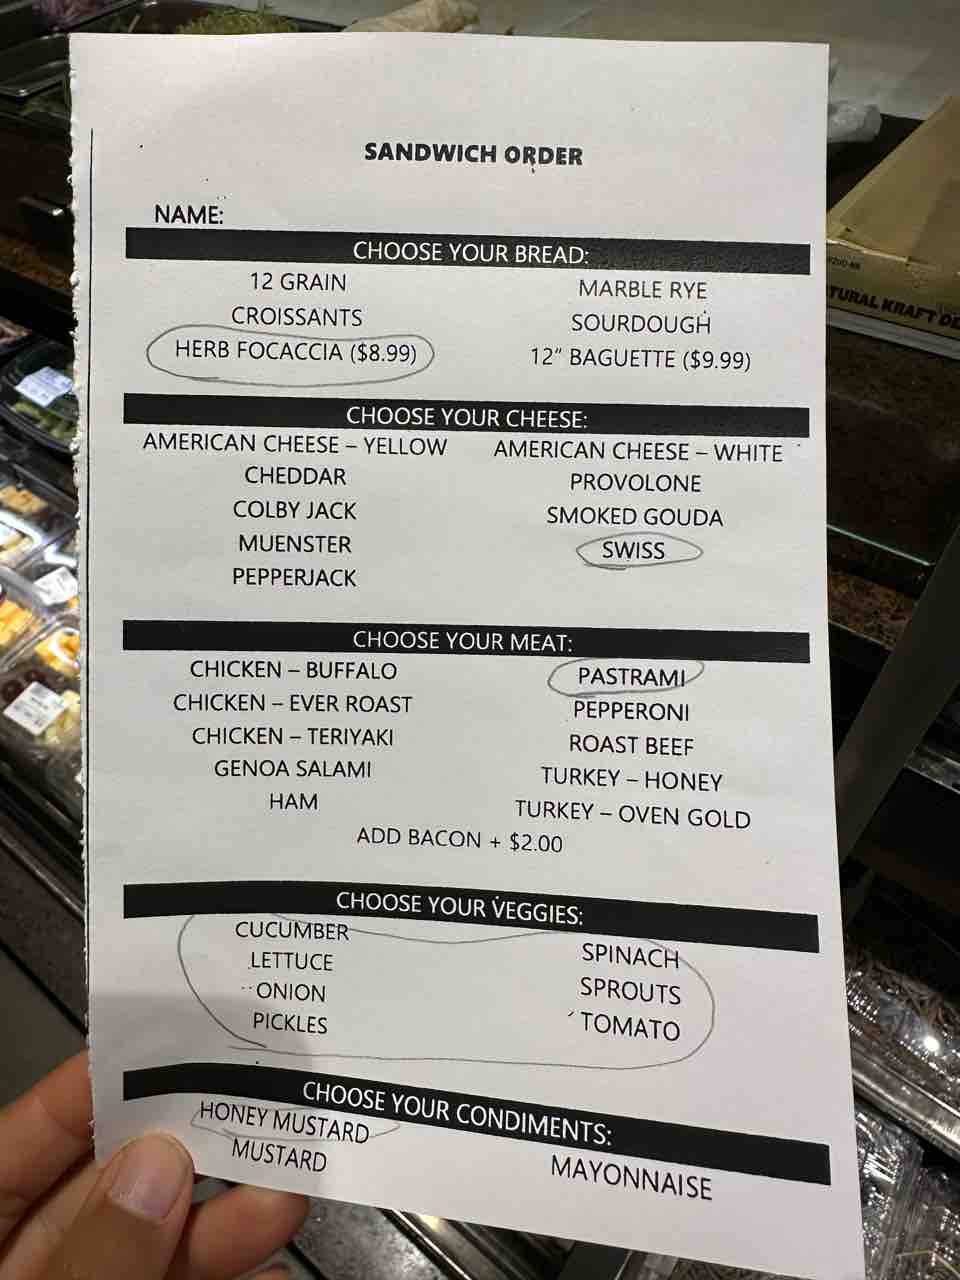 SANDWICH ORDER
NAME:
CHOOSE YOUR BREAD:
12 GRAIN MARBLE RYE
CROISSANTS SOURDOUGH
HERB FOCACCIA ($8.99) 12" BAGUETTE ($9.99)
CHOOSE YOUR CHEESE:
AMERICAN CHEESE – YELLOW AMERICAN CHEESE – WHITE
CHEDDAR PROVOLONE
COLBY JACK SMOKED GOUDA
MUENSTER SWISS
PEPPERJACK
CHOOSE YOUR MEAT:
CHICKEN – BUFFALO PASTRAMI
CHICKEN – EVER ROAST PEPPERONI
CHICKEN – TERIYAKI ROAST BEEF
GENOA SALAMI TURKEY – HONEY
HAM TURKEY – OVEN GOLD
ADD BACON + $2.00
CHOOSE YOUR VEGGIES:
CUCUMBER SPINACH
LETTUCE SPROUTS
ONION TOMATO
PICKLES
CHOOSE YOUR CONDIMENTS:
HONEY MUSTARD MAYONNAISE
MUSTARD
KRAFT